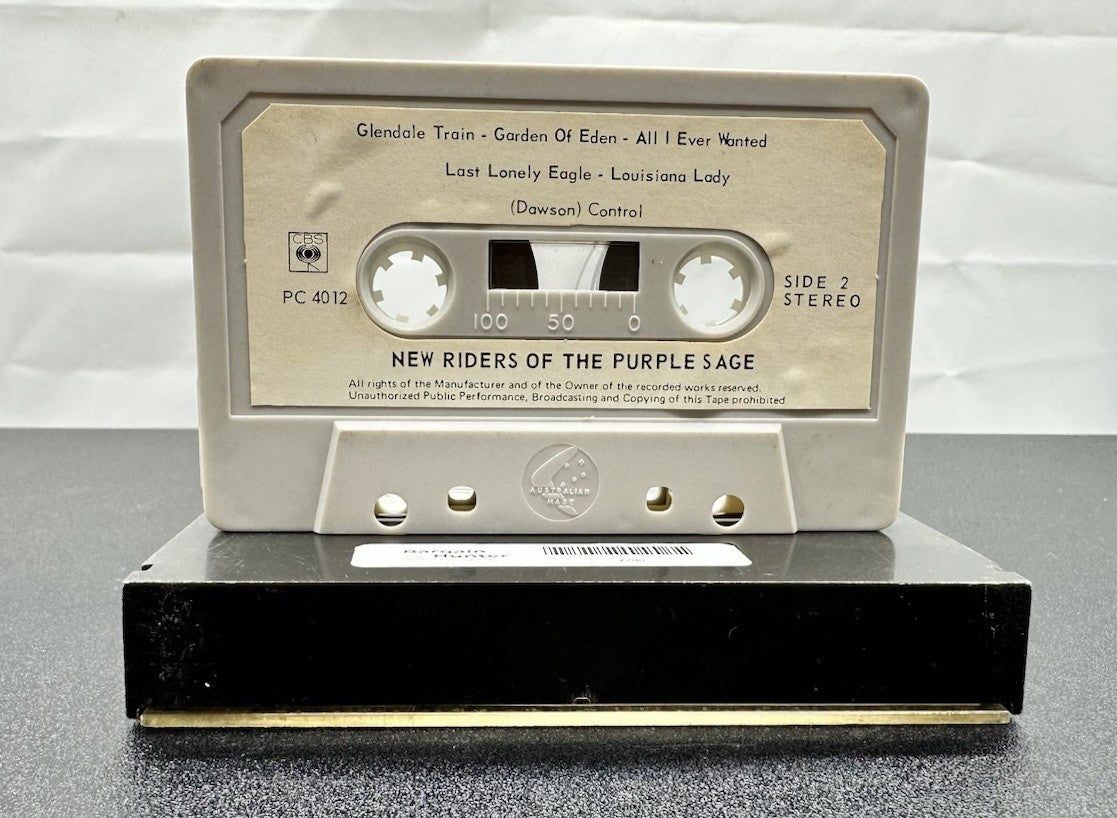 Glendale Train - Garden Of Eden - All I Ever Wanted
Last Lonely Eagle - Louisiana Lady
(Dawson) Control
CBS
PC 4012
SIDE 2
STEREO
100 50 0
NEW RIDERS OF THE PURPLE SAGE
All rights of the Manufacturer and of the Owner of the recorded works reserved.
Unauthorized Public Performance, Broadcasting and Copying of this Tape prohibited
AUSTRALIAN
MADE
Bargain
Hunter